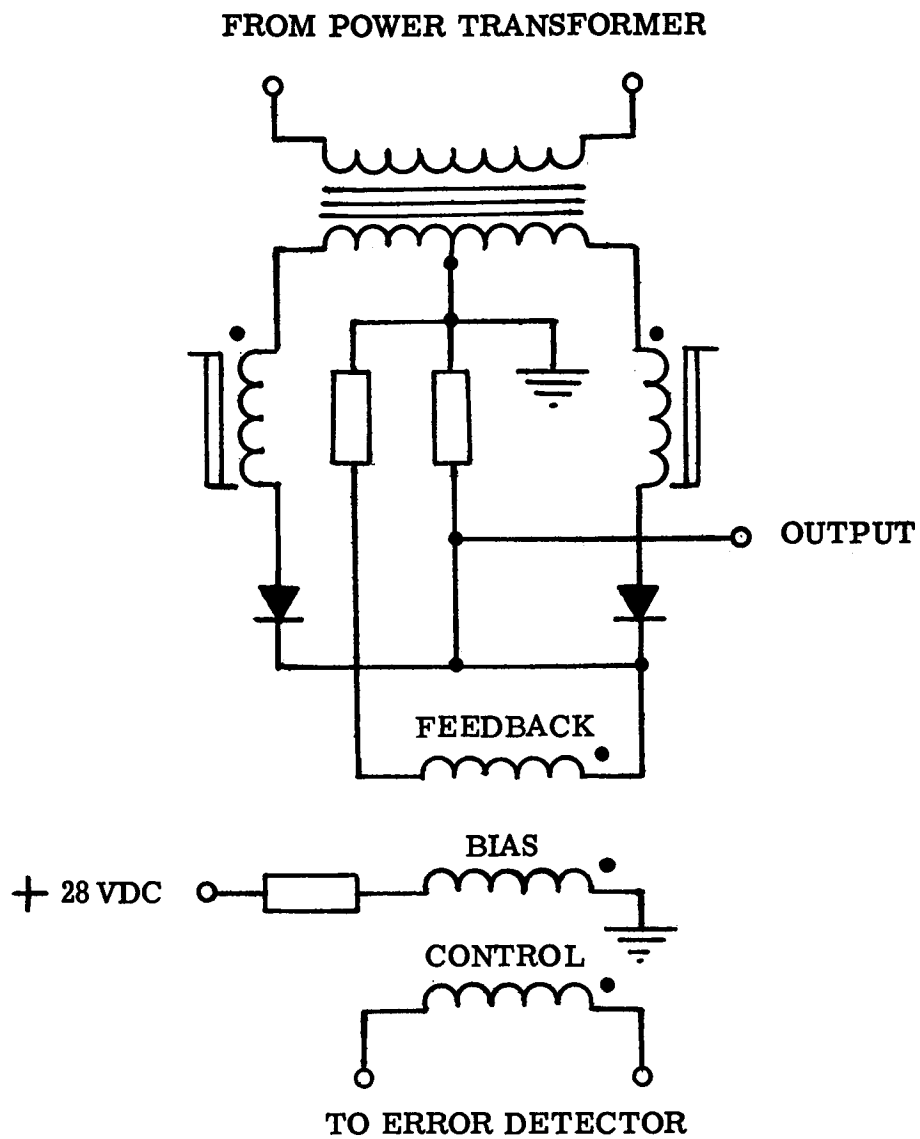 FROM POWER TRANSFORMER
OUTPUT
FEEDBACK
BIAS
+ 28 VDC
CONTROL
TO ERROR DETECTOR